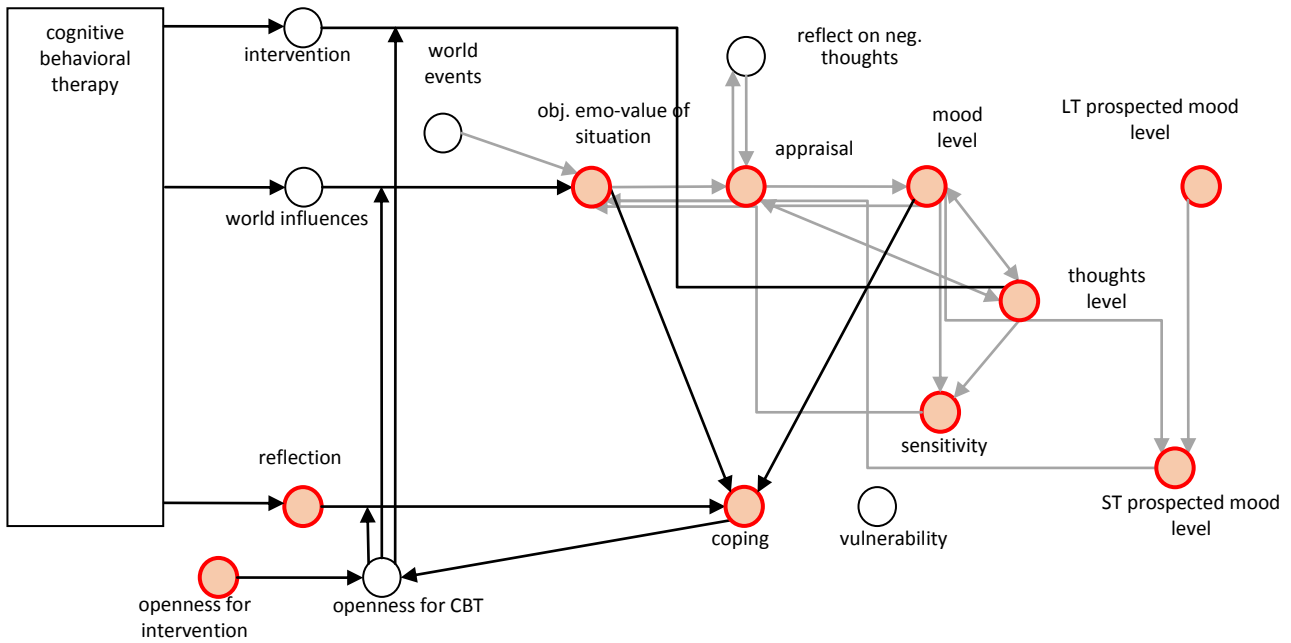 cognitive
behavioral
therapy
intervention
world
events
reflect on neg.
thoughts
obj. emo-value of
situation
appraisal
mood
level
LT prospected mood
level
world influences
thoughts
level
sensitivity
reflection
coping
vulnerability
ST prospected mood
level
openness for
intervention
openness for CBT